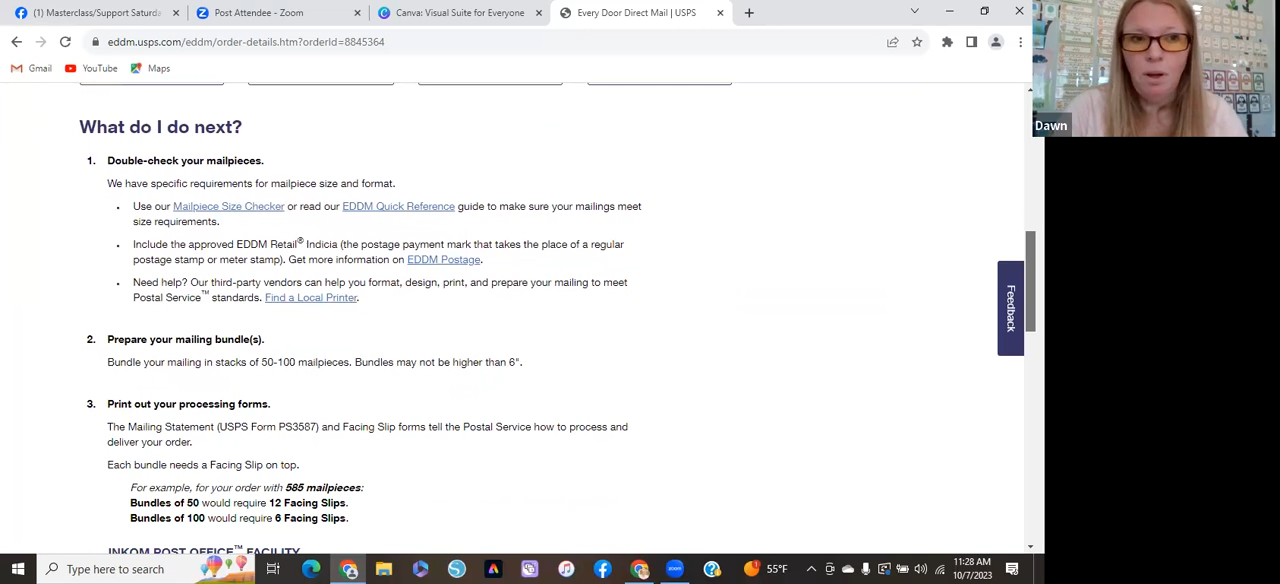 (1) Masterclass/Support Saturda
Post Attendee - Zoom
Canva: Visual Suite for Everyone
Every Door Direct Mail | USPS
eddm.usps.com/eddm/order-details.htm?orderId=8845364
Gmail
YouTube
Maps
Dawn
What do I do next?
1. Double-check your mailpieces.
We have specific requirements for mailpiece size and format.
• Use our Mailpiece Size Checker or read our EDDM Quick Reference guide to make sure your mailings meet
size requirements.
• Include the approved EDDM Retail® Indicia (the postage payment mark that takes the place of a regular
postage stamp or meter stamp). Get more information on EDDM Postage.
• Need help? Our third-party vendors can help you format, design, print, and prepare your mailing to meet
Postal Service™ standards. Find a Local Printer.
Feedback
2. Prepare your mailing bundle(s).
Bundle your mailing in stacks of 50-100 mailpieces. Bundles may not be higher than 6".
3. Print out your processing forms.
The Mailing Statement (USPS Form PS3587) and Facing Slip forms tell the Postal Service how to process and
deliver your order.
Each bundle needs a Facing Slip on top.
For example, for your order with 585 mailpieces:
Bundles of 50 would require 12 Facing Slips.
Bundles of 100 would require 6 Facing Slips.
INKOM POST OFFICE™ FACILITY
Type here to search
zoom
55°F
11:28 AM
10/7/2023